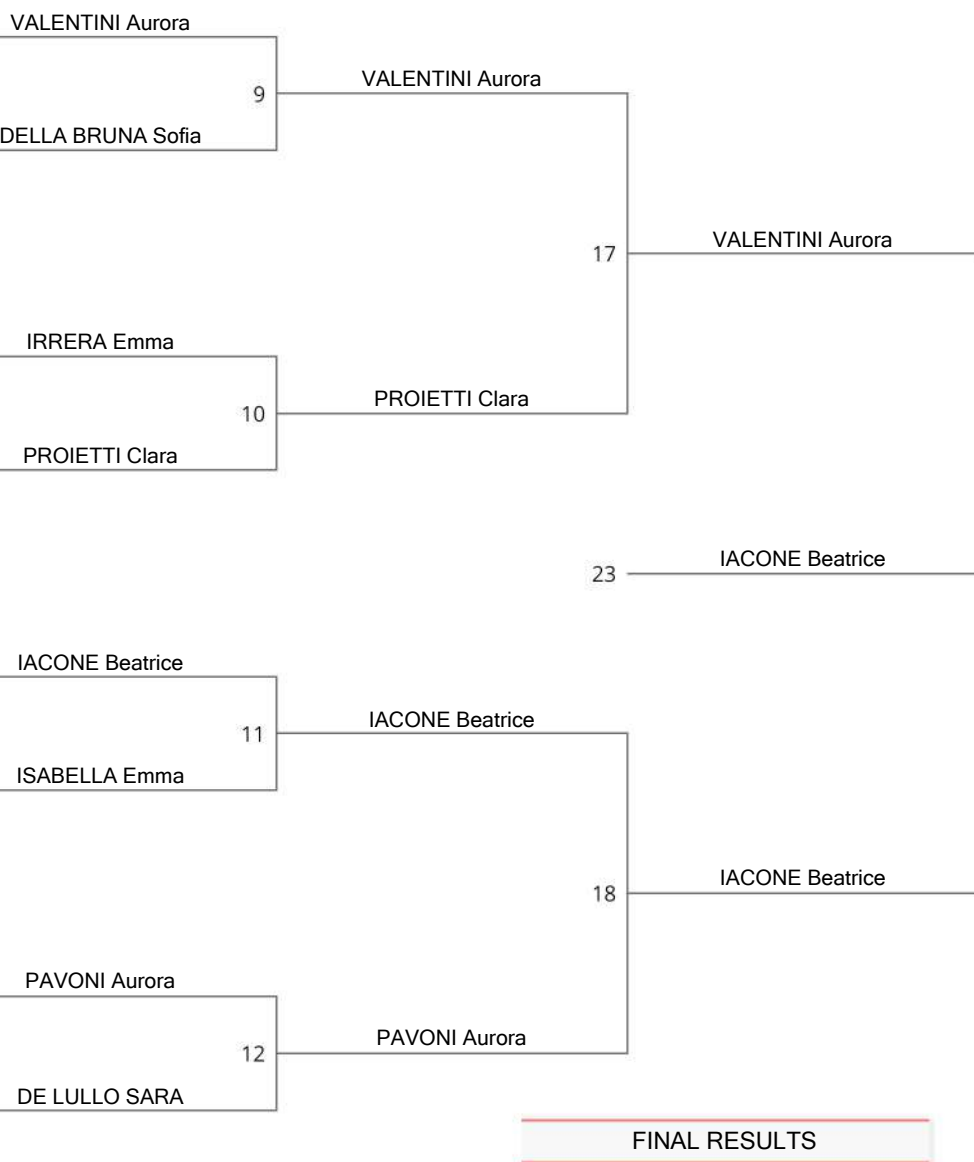 VALENTINI Aurora
VALENTINI Aurora
9
DELLA BRUNA Sofia
VALENTINI Aurora
17
IRRERA Emma
PROIETTI Clara
10
PROIETTI Clara
IACONE Beatrice
23
IACONE Beatrice
IACONE Beatrice
11
ISABELLA Emma
IACONE Beatrice
18
PAVONI Aurora
PAVONI Aurora
12
DE LULLO SARA
FINAL RESULTS